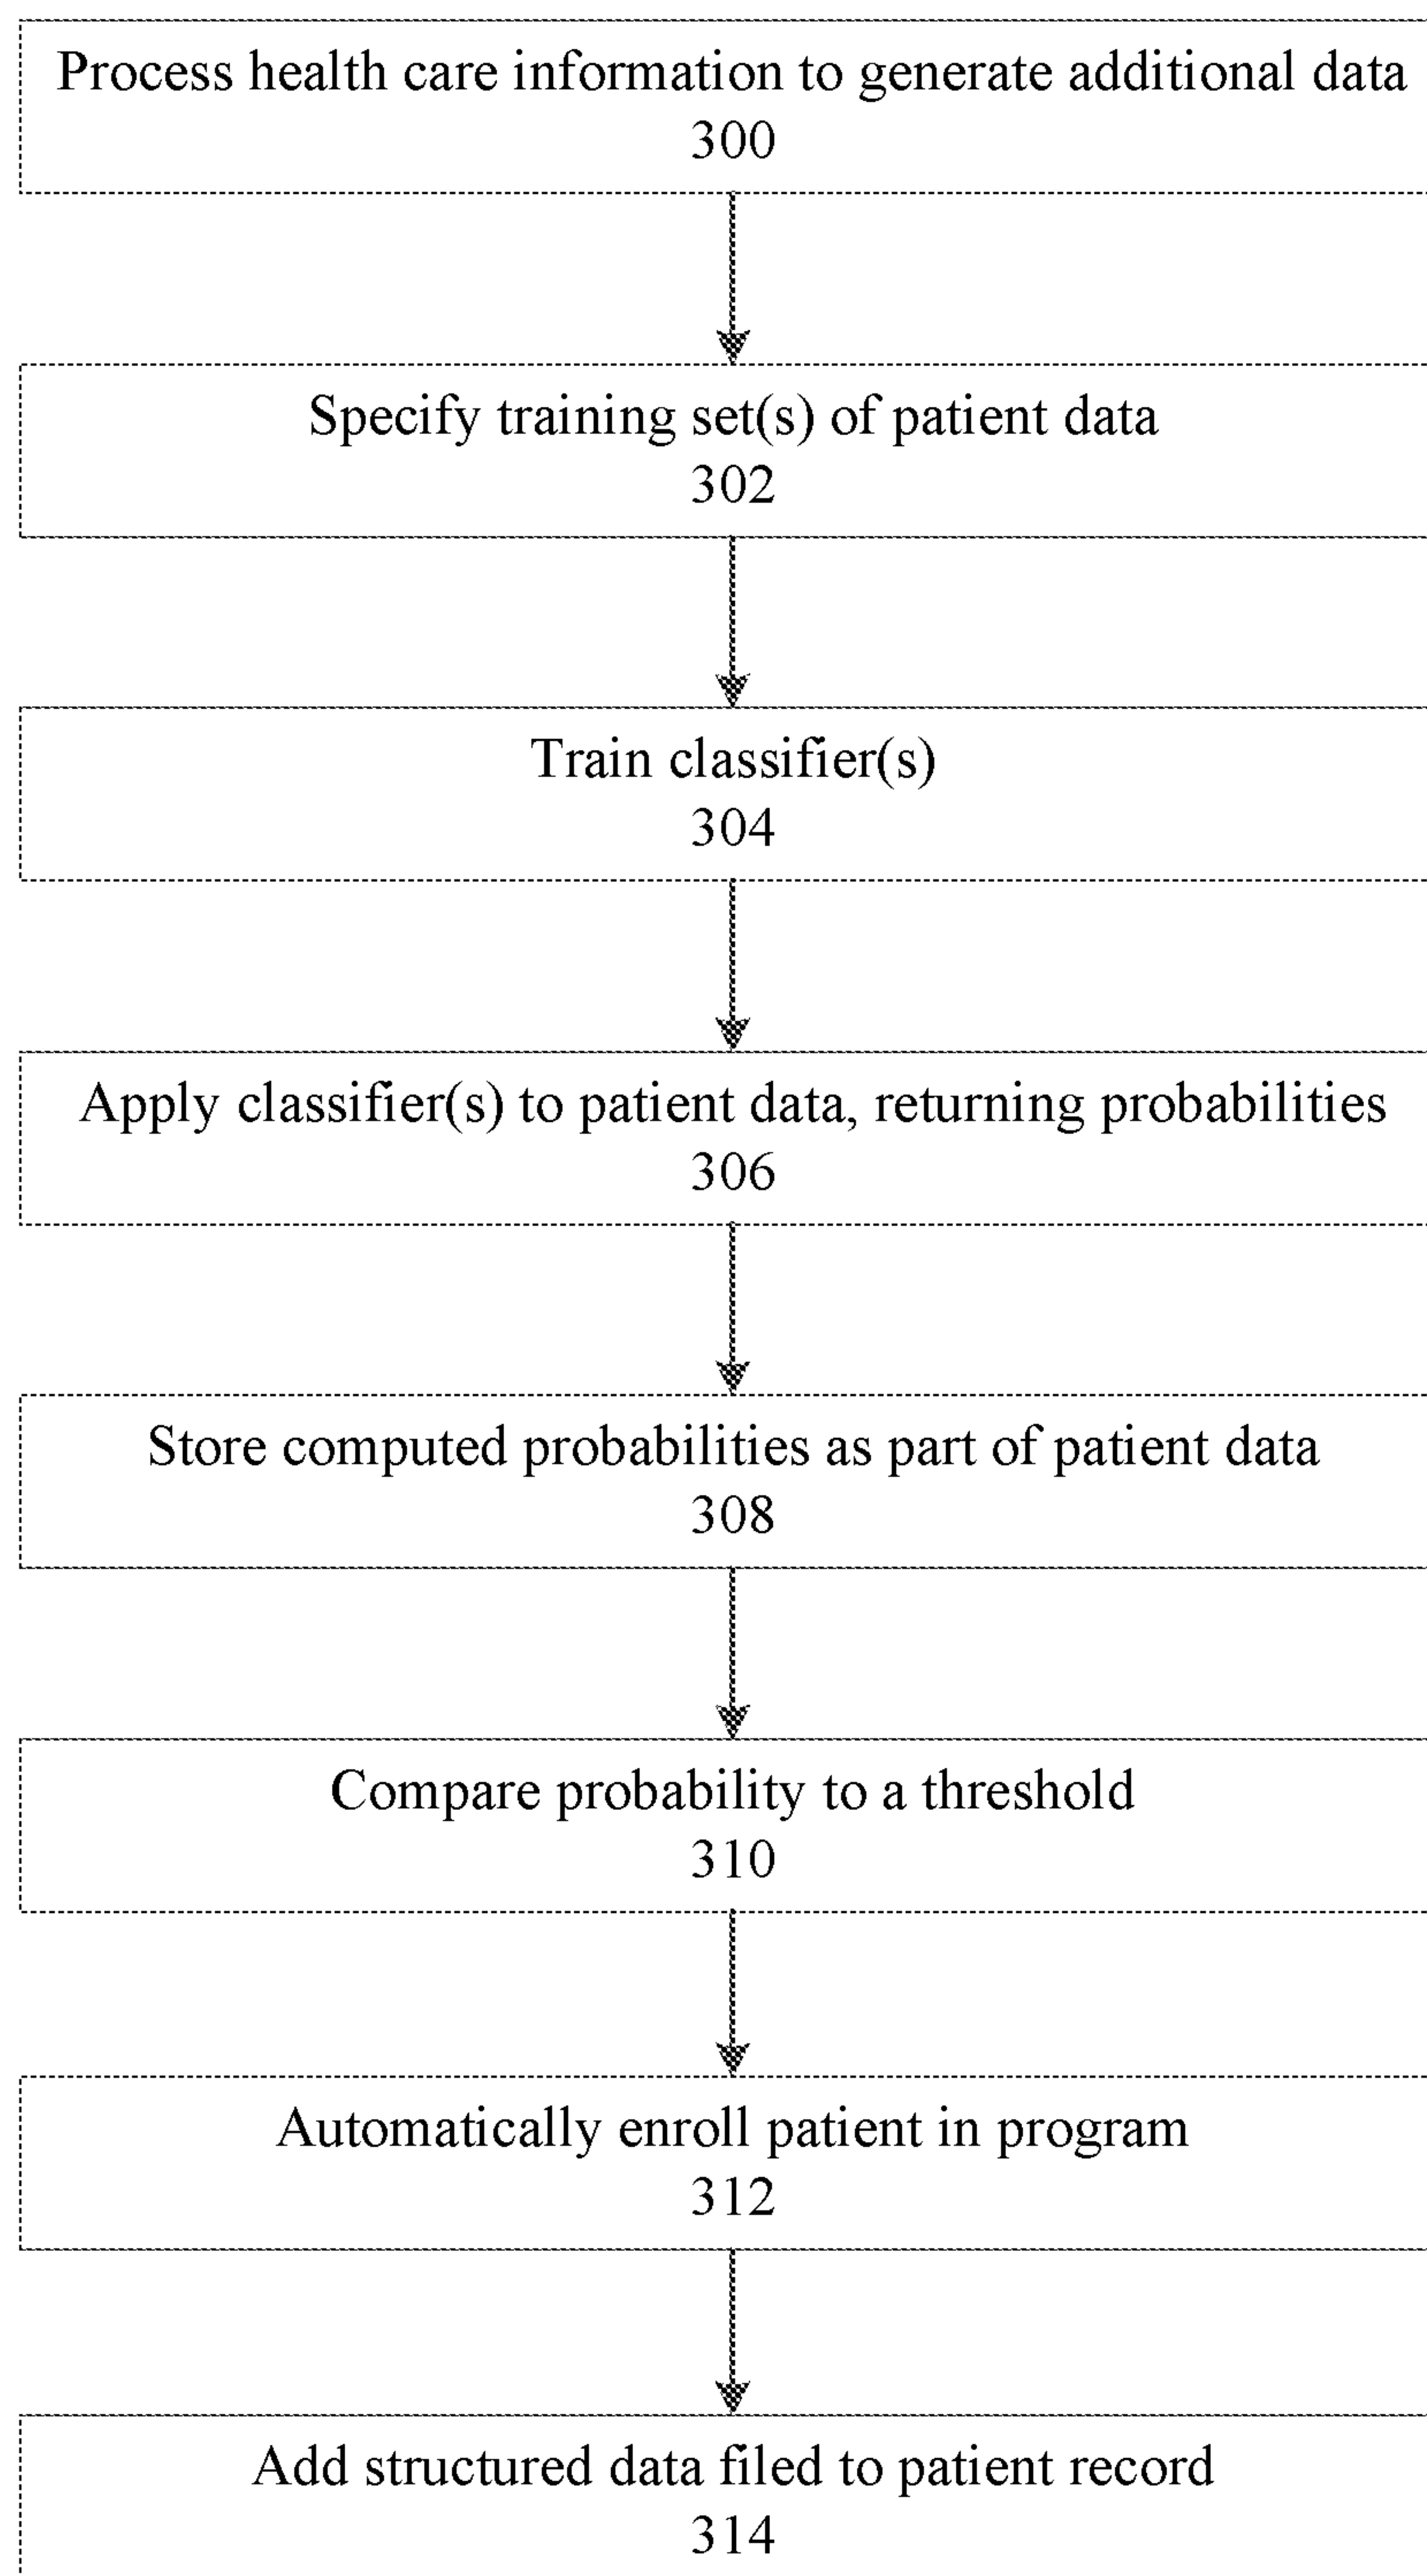 Process health care information to generate additional data
300
Specify training set(s) of patient data
302
Train classifier(s)
304
Apply classifier(s) to patient data, returning probabilities
306
Store computed probabilities as part of patient data
308
Compare probability to a threshold
310
Automatically enroll patient in program
312
Add structured data filed to patient record
314